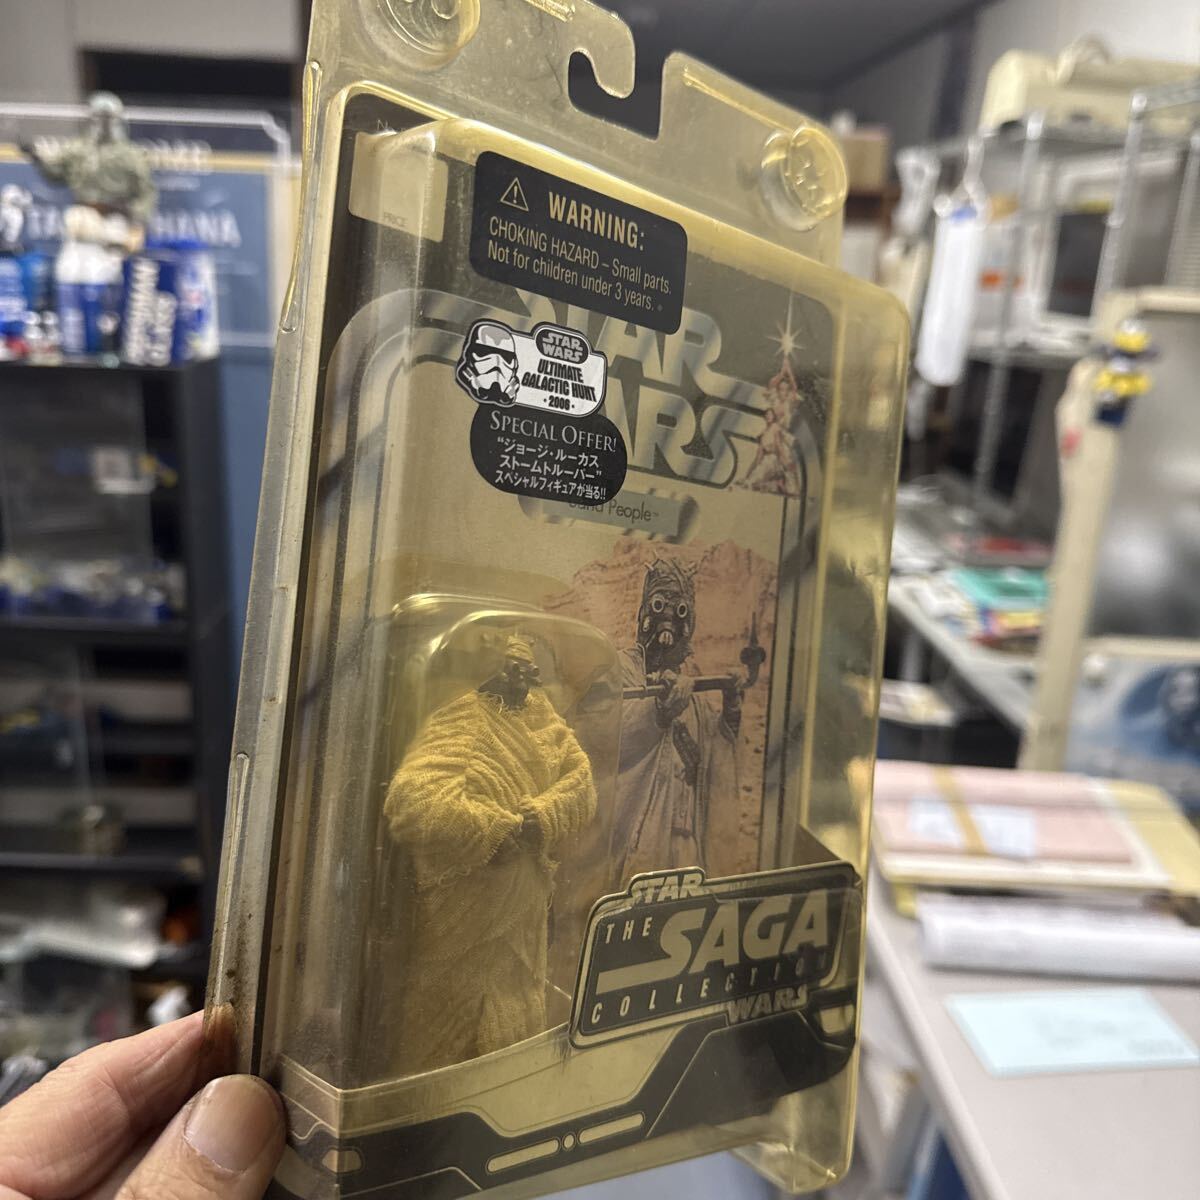 PRICE
WARNING:
CHOKING HAZARD – Small parts.
Not for children under 3 years.
STAR
WARS
STAR
WARS
ULTIMATE
GALACTIC HUNT
• 2006 •
SPECIAL OFFER!
“ジョージ・ルーカス
ストームトルーパー”
スペシャルフィギュアが当る!!
Sand People™
STAR
THE SAGA
COLLECTION
WARS